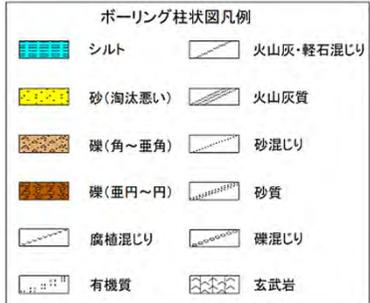 ボーリング柱状図凡例
シルト
火山灰・軽石混じり
砂(淘汰悪い)
火山灰質
礫(角～亜角)
砂混じり
礫(亜円～円)
砂質
腐植混じり
礫混じり
有機質
玄武岩